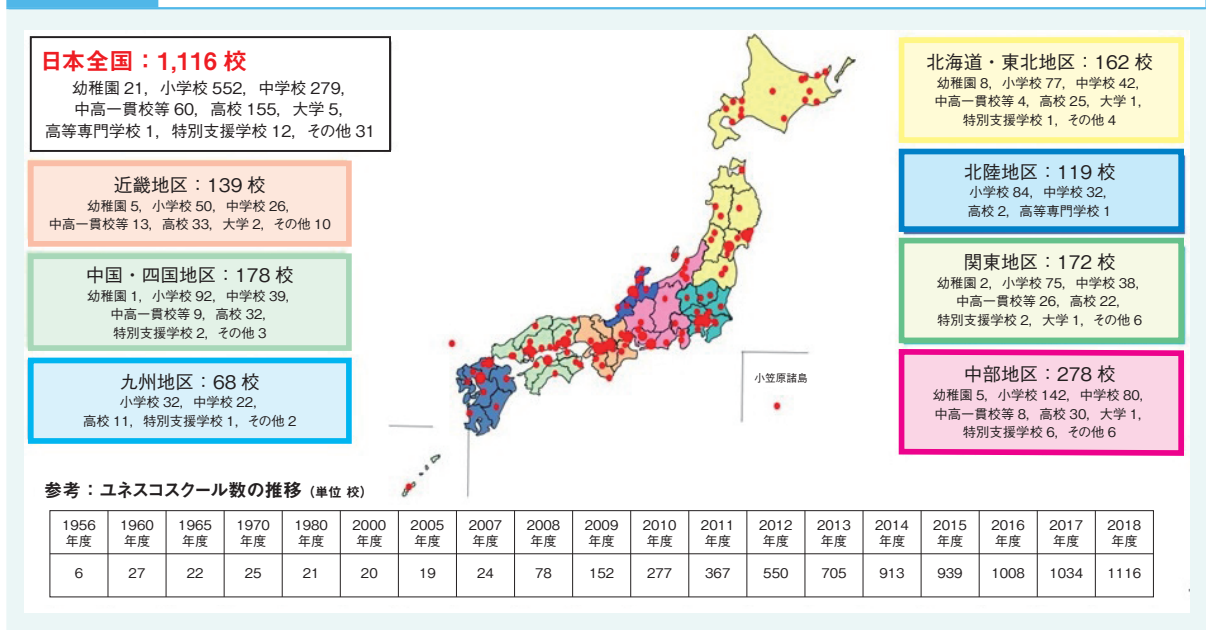 日本全国：1,116 校
幼稚園 21， 小学校 552， 中学校 279，
中高一貫校等 60， 高校 155， 大学 5，
高等専門学校 1， 特別支援学校 12， その他 31
近畿地区：139 校
幼稚園 5， 小学校 50， 中学校 26，
中高一貫校等 13， 高校 33， 大学 2， その他 10
中国・四国地区：178 校
幼稚園 1， 小学校 92， 中学校 39，
中高一貫校等 9， 高校 32，
特別支援学校 2， その他 3
九州地区：68 校
小学校 32， 中学校 22，
高校 11， 特別支援学校 1， その他 2
北海道・東北地区：162 校
幼稚園 8， 小学校 77， 中学校 42，
中高一貫校等 4， 高校 25， 大学 1，
特別支援学校 1， その他 4
北陸地区：119 校
小学校 84， 中学校 32，
高校 2， 高等専門学校 1
関東地区：172 校
幼稚園 2， 小学校 75， 中学校 38，
中高一貫校等 26， 高校 22，
特別支援学校 2， 大学 1， その他 6
中部地区：278 校
幼稚園 5， 小学校 142， 中学校 80，
中高一貫校等 8， 高校 30， 大学 1，
特別支援学校 6， その他 6
小笠原諸島
参考：ユネスコスクール数の推移（単位 校）
1956 1960 1965 1970 1980 2000 2005 2007 2008 2009 2010 2011 2012 2013 2014 2015 2016 2017 2018
年度 年度 年度 年度 年度 年度 年度 年度 年度 年度 年度 年度 年度 年度 年度 年度 年度 年度 年度
6 27 22 25 21 20 19 24 78 152 277 367 550 705 913 939 1008 1034 1116